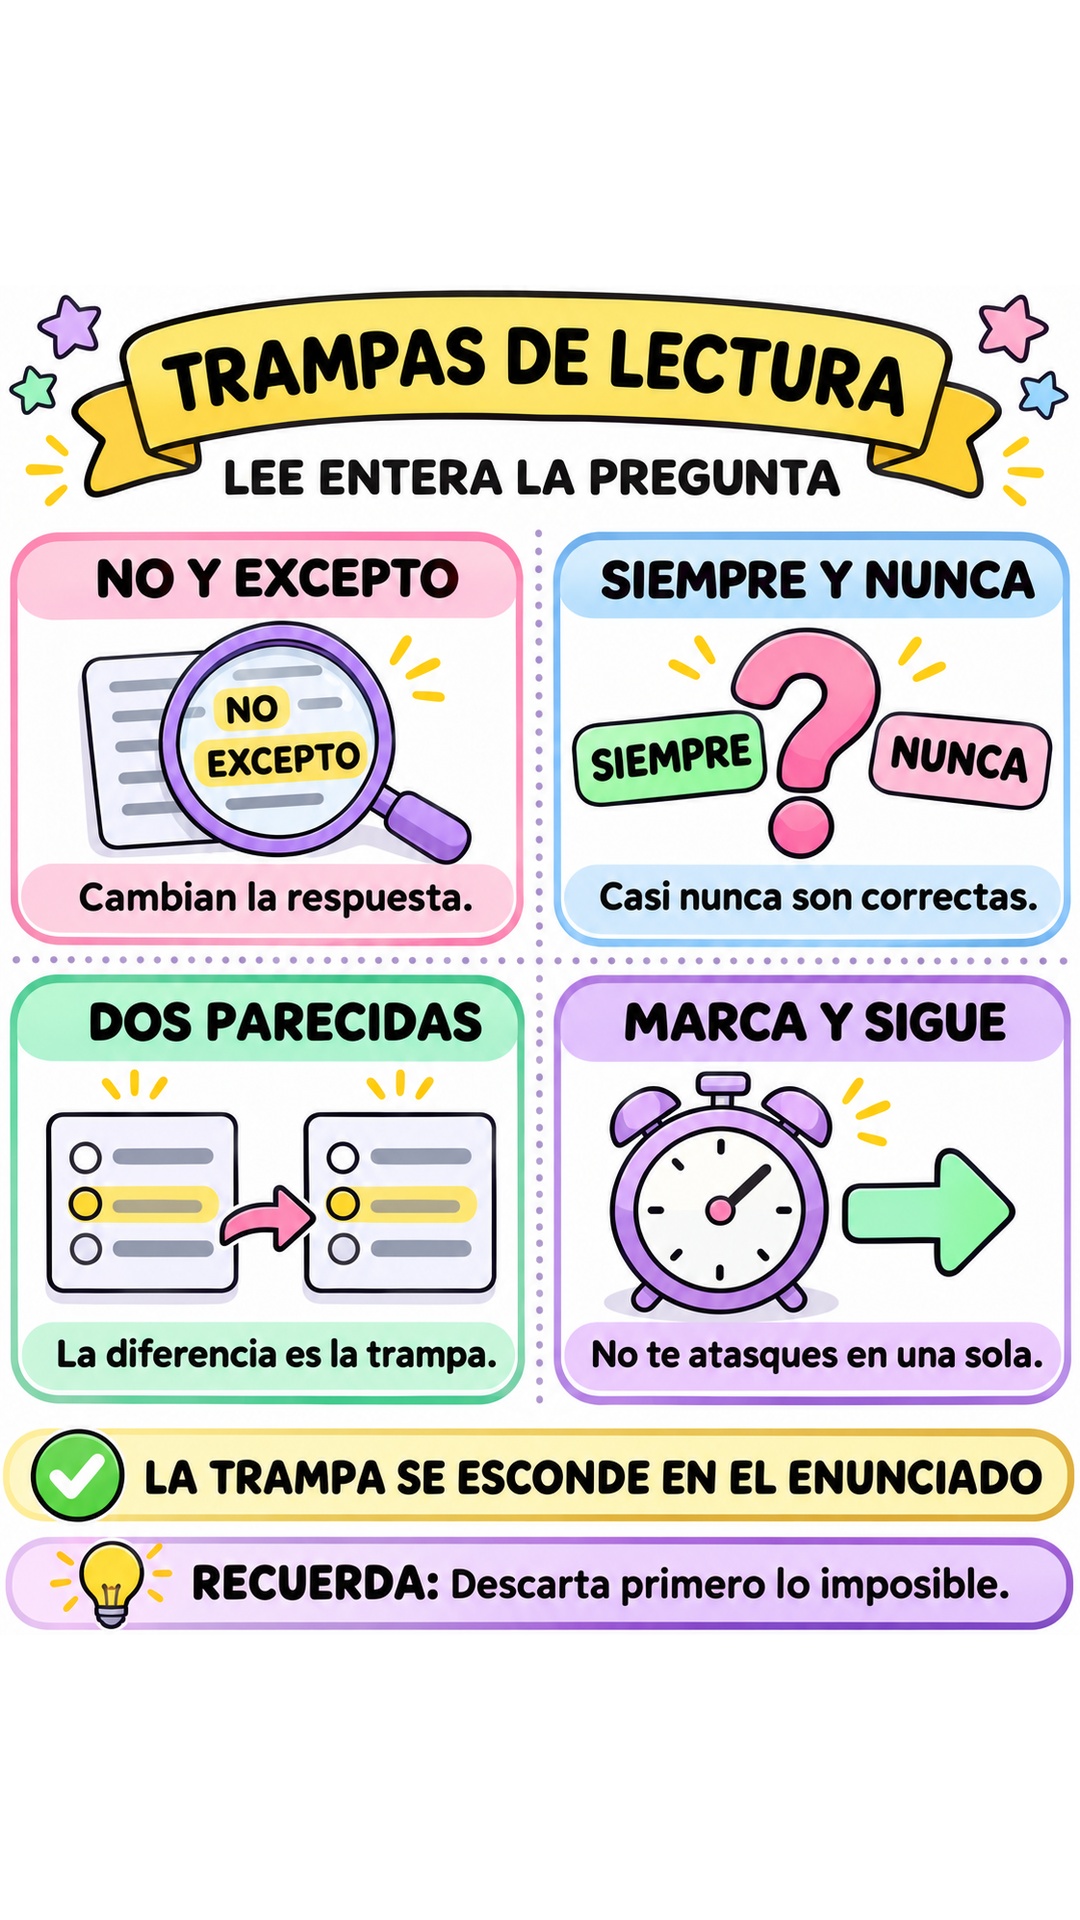 TRAMPAS DE LECTURA
LEE ENTERA LA PREGUNTA
NO Y EXCEPTO
NO
EXCEPTO
Cambian la respuesta.
SIEMPRE Y NUNCA
SIEMPRE
NUNCA
Casi nunca son correctas.
DOS PARECIDAS
La diferencia es la trampa.
MARCA Y SIGUE
No te atasques en una sola.
LA TRAMPA SE ESCONDE EN EL ENUNCIADO
RECUERDA: Descarta primero lo imposible.